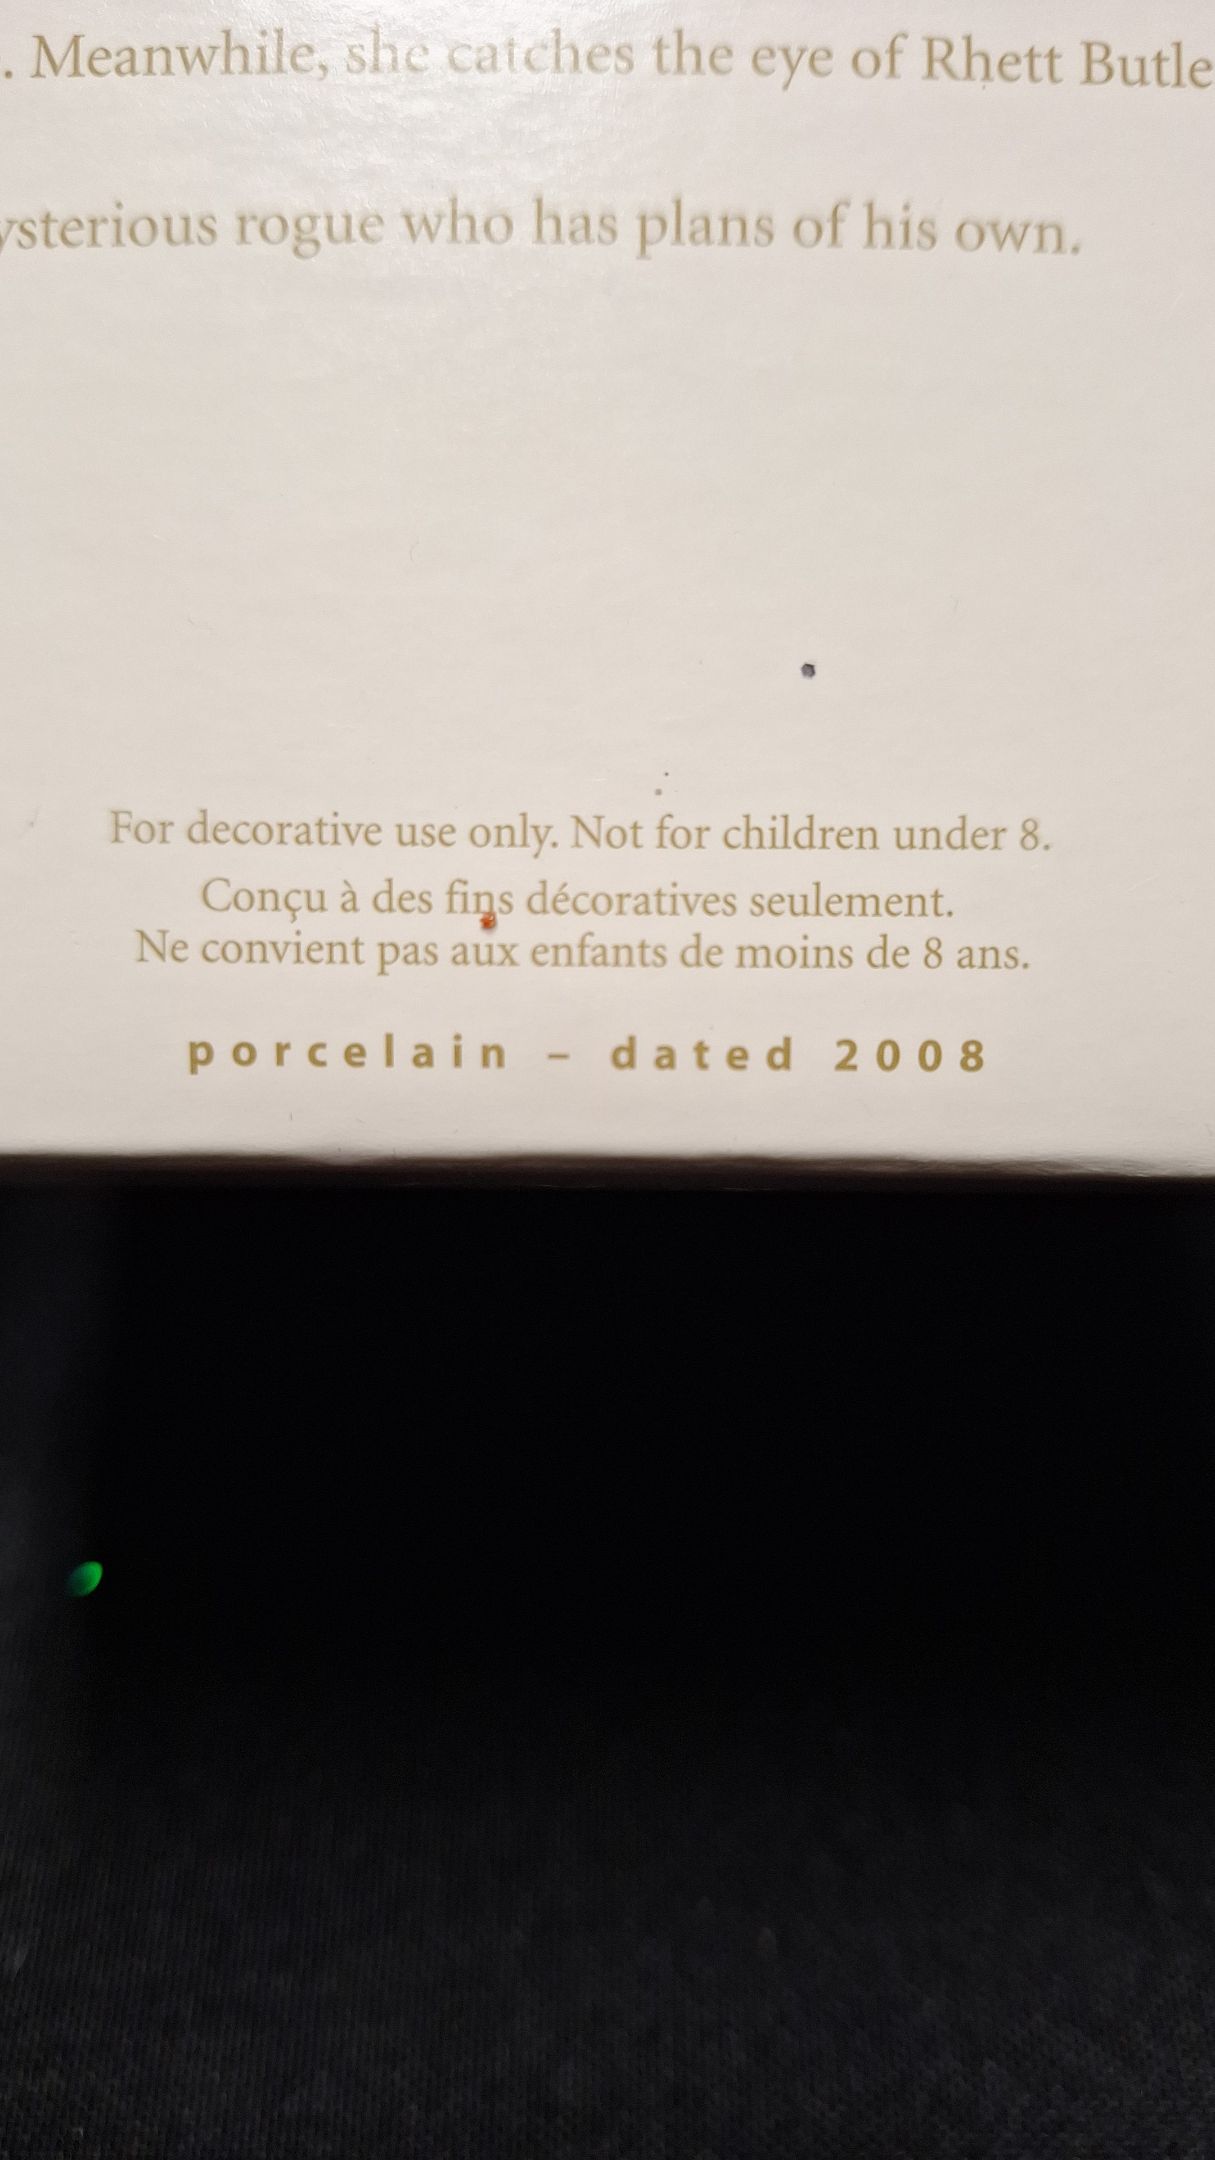 . Meanwhile, she catches the eye of Rhett Butle
ysterious rogue who has plans of his own.
For decorative use only. Not for children under 8.
Conçu à des fins décoratives seulement.
Ne convient pas aux enfants de moins de 8 ans.
porcelain – dated 2008